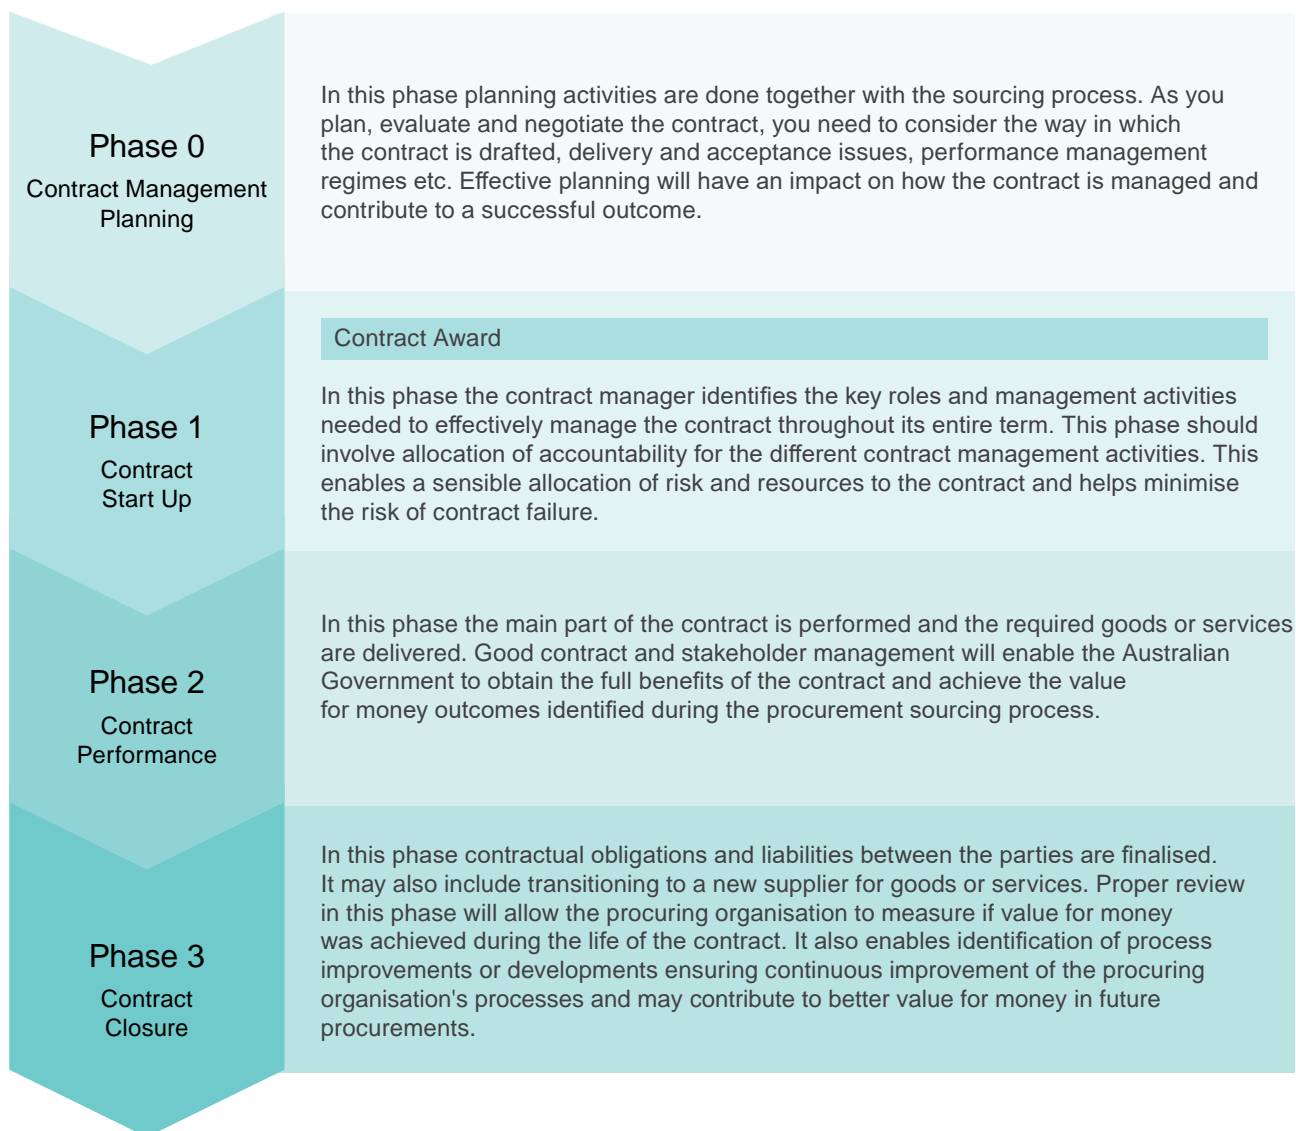 Phase 0
Contract Management
Planning
In this phase planning activities are done together with the sourcing process. As you
plan, evaluate and negotiate the contract, you need to consider the way in which
the contract is drafted, delivery and acceptance issues, performance management
regimes etc. Effective planning will have an impact on how the contract is managed and
contribute to a successful outcome.
Phase 1
Contract
Start Up
Contract Award
In this phase the contract manager identifies the key roles and management activities
needed to effectively manage the contract throughout its entire term. This phase should
involve allocation of accountability for the different contract management activities. This
enables a sensible allocation of risk and resources to the contract and helps minimise
the risk of contract failure.
Phase 2
Contract
Performance
In this phase the main part of the contract is performed and the required goods or services
are delivered. Good contract and stakeholder management will enable the Australian
Government to obtain the full benefits of the contract and achieve the value
for money outcomes identified during the procurement sourcing process.
Phase 3
Contract
Closure
In this phase contractual obligations and liabilities between the parties are finalised.
It may also include transitioning to a new supplier for goods or services. Proper review
in this phase will allow the procuring organisation to measure if value for money
was achieved during the life of the contract. It also enables identification of process
improvements or developments ensuring continuous improvement of the procuring
organisation's processes and may contribute to better value for money in future
procurements.